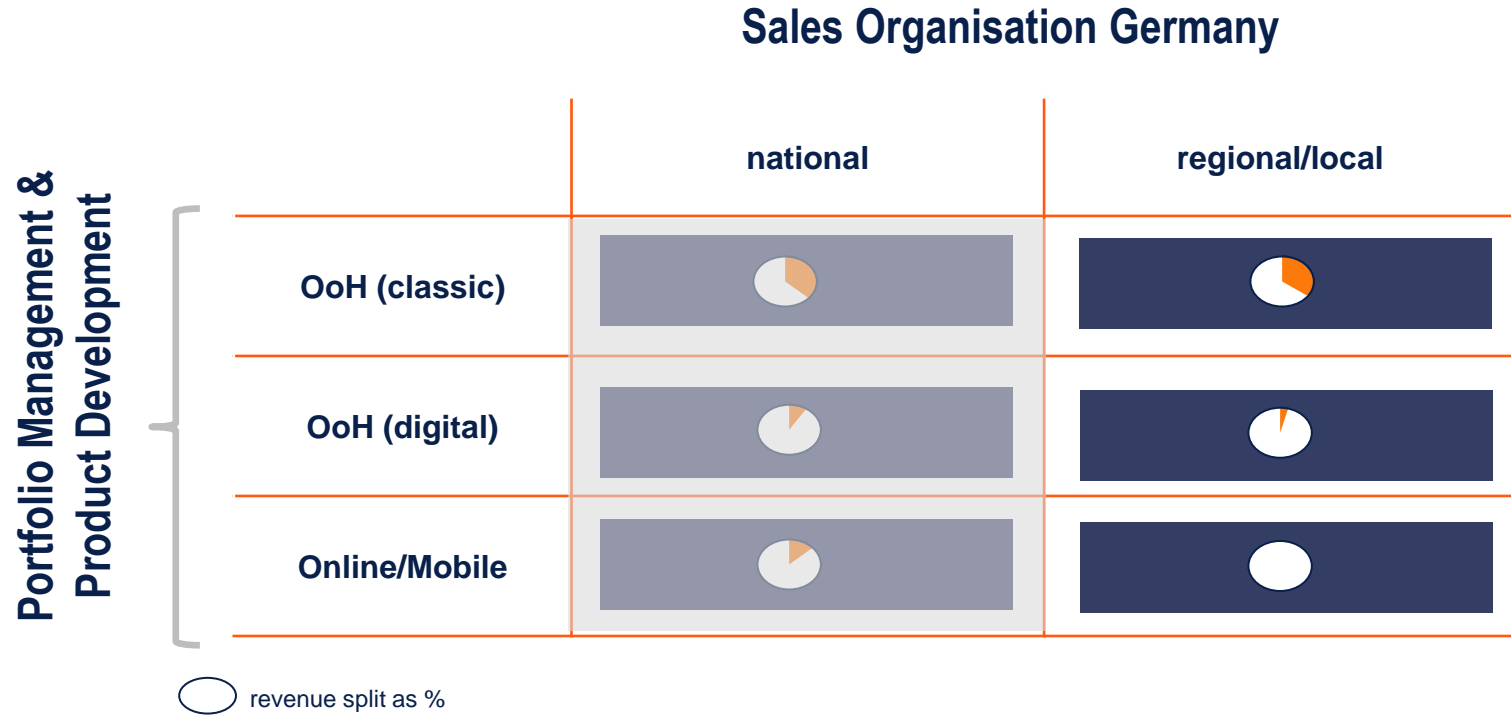 Sales Organisation Germany
national
regional/local
Portfolio Management &
Product Development
OoH (classic)
OoH (digital)
Online/Mobile
revenue split as %